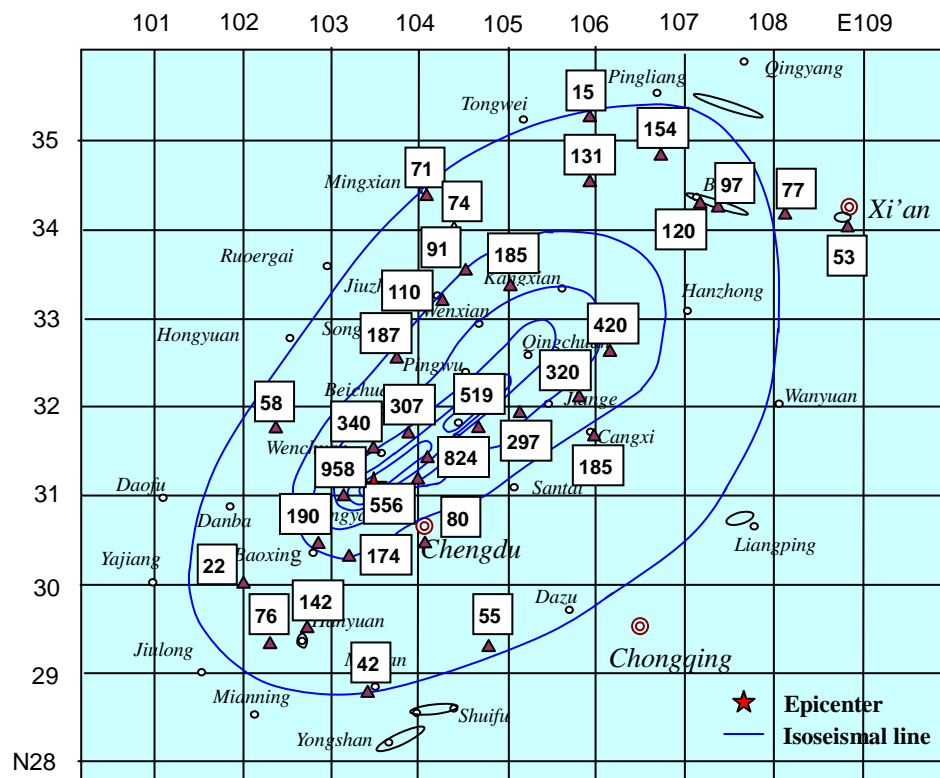 101 102 103 104 105 106 107 108 E109
Qingyang
Pingliang
15
Tongwei
154
35
131
71
Mingxian
97
77
74
Xi'an
34
91
185
120
53
Ruoergai
Kangxian
110
Hanzhong
Wenxian
33
420
187
Hongyuan
Qingchuan
Pingwu
320
519
58
307
Jiange
Wanyuan
32
340
297
Cangxi
958
824
185
Daofu
31
Santai
190
556
80
Danba
Liangping
Chengdu
Yajiang
22
Baoxing
174
30
142
Dazu
76
55
Hanyuan
Chongqing
Jiulong
42
29
Mianning
Epicenter
Shuifu
Isoseismal line
Yongshan
N28